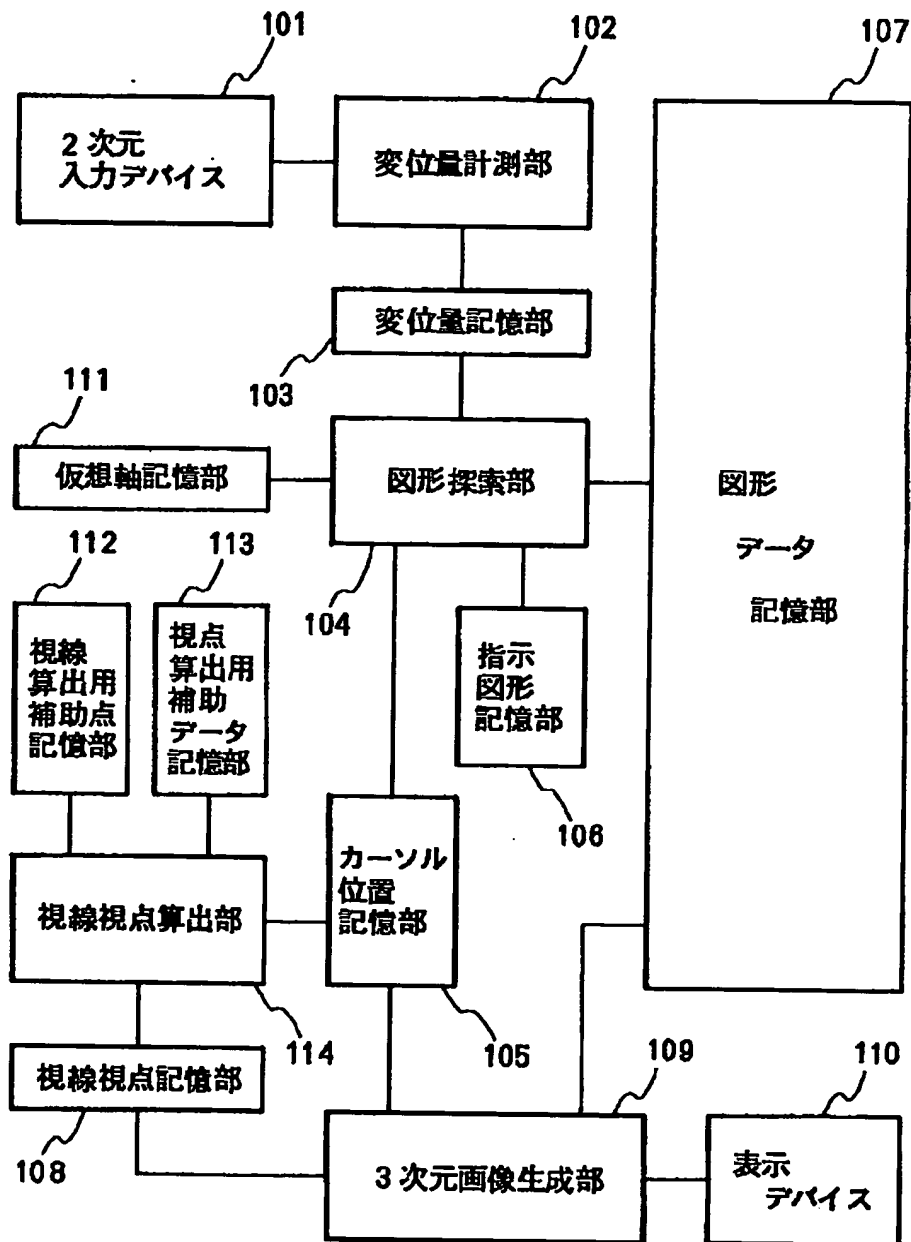 101
102
107
2次元
入力デバイス
変位量計測部
変位量記憶部
103
111
仮想軸記憶部
図形探索部
104
図形
データ
記憶部
112
113
視線
算出用
補助点
記憶部
視点
算出用
補助
データ
記憶部
指示
図形
記憶部
106
カーソル
位置
記憶部
105
視線視点算出部
114
視線視点記憶部
108
109
110
3次元画像生成部
表示
デバイス